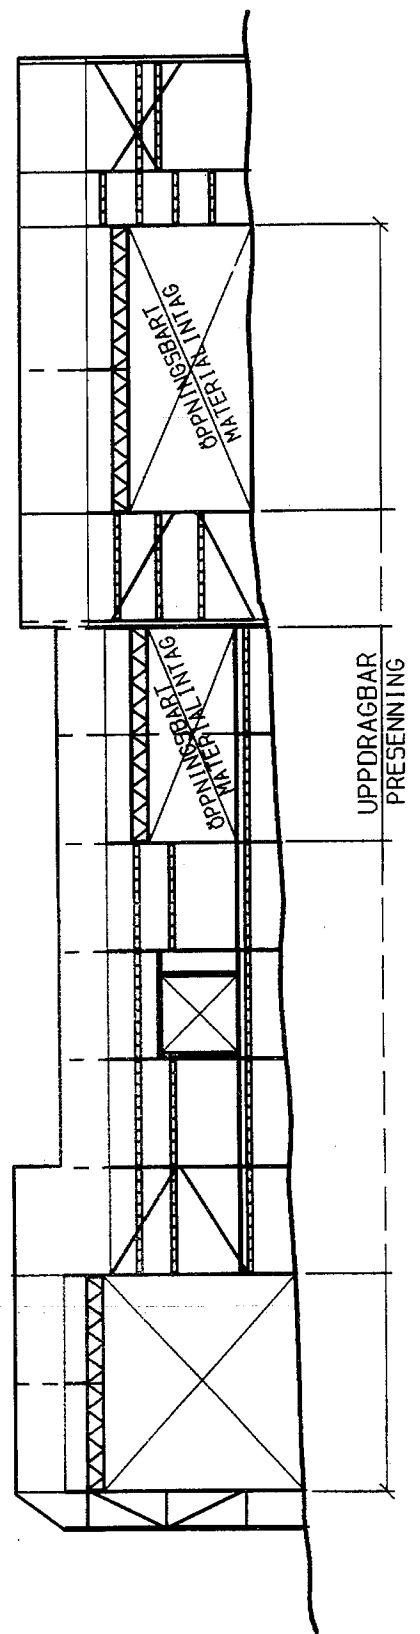 ÖPPNINGSBART
MATERIALINTAG
ÖPPNINGSBART
MATERIALINTAG
UPPDRAGBAR
PRESENNING